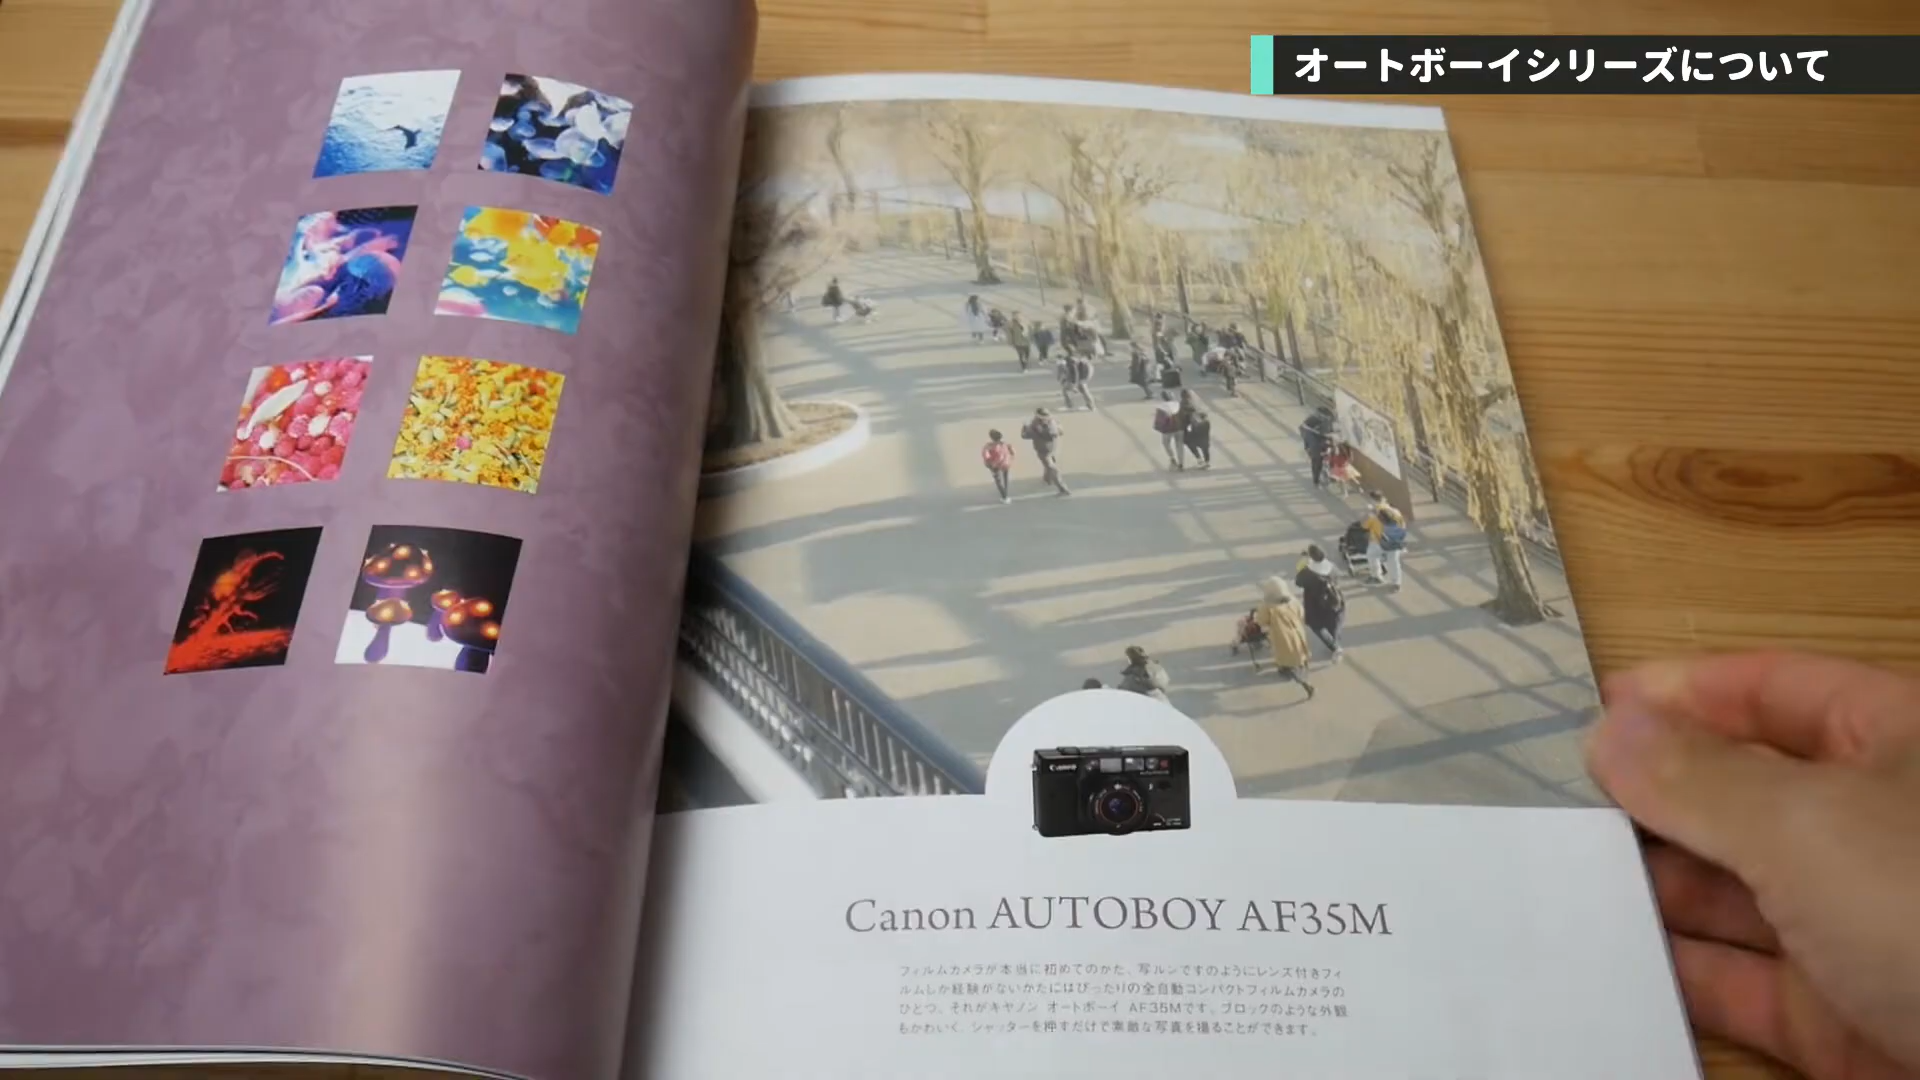 オートボーイシリーズについて
Canon
Canon AUTOBOY AF35M
フィルムカメラが本当に初めてのかた、写ルンですのようにレンズ付きフィ
ルムしか経験がないかたにはぴったりの全自動コンパクトフィルムカメラの
ひとつ、それがキヤノン オートボーイ AF35Mです。ブロックのような外観
もかわいく、シャッターを押すだけで素敵な写真を撮ることができます。